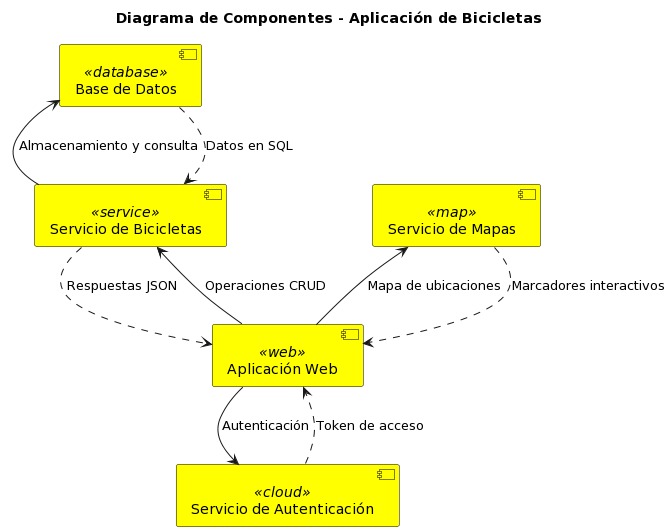 Diagrama de Componentes - Aplicación de Bicicletas
«database»
Base de Datos
Almacenamiento y consulta
Datos en SQL
«service»
Servicio de Bicicletas
«map»
Servicio de Mapas
Respuestas JSON
Operaciones CRUD
Mapa de ubicaciones
Marcadores interactivos
«web»
Aplicación Web
Autenticación
Token de acceso
«cloud»
Servicio de Autenticación